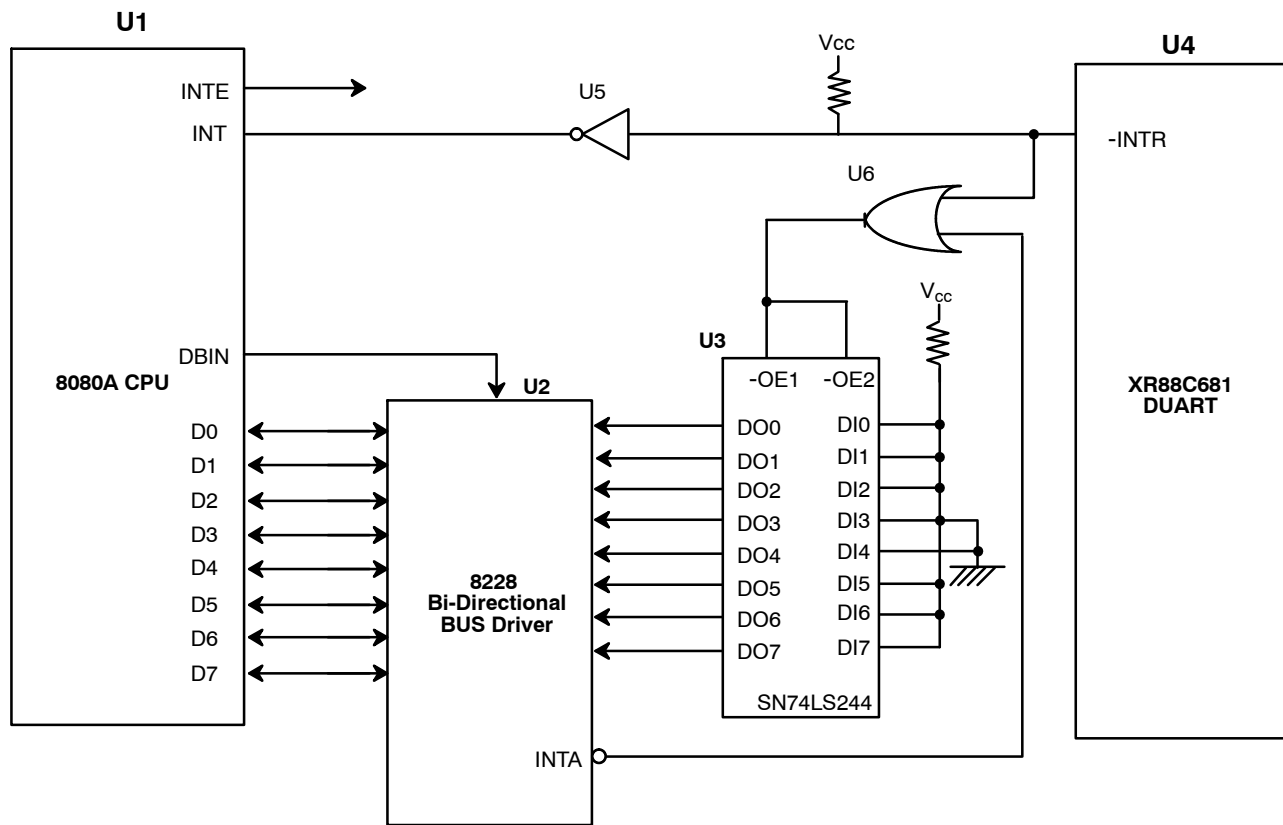 U1
Vcc
U4
INTE
U5
INT
-INTR
U6
Vcc
DBIN
U3
8080A CPU
U2
-OE1
-OE2
XR88C681
DUART
D0
D1
D2
D3
D4
D5
D6
D7
8228
Bi-Directional
BUS Driver
DO0
DO1
DO2
DO3
DO4
DO5
DO6
DO7
DI0
DI1
DI2
DI3
DI4
DI5
DI6
DI7
SN74LS244
INTA